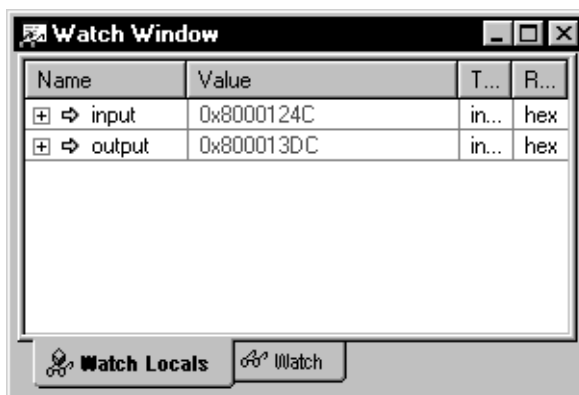 Watch Window
Name Value T... R...
input 0x8000124C in... hex
output 0x800013DC in... hex
Watch Locals Watch